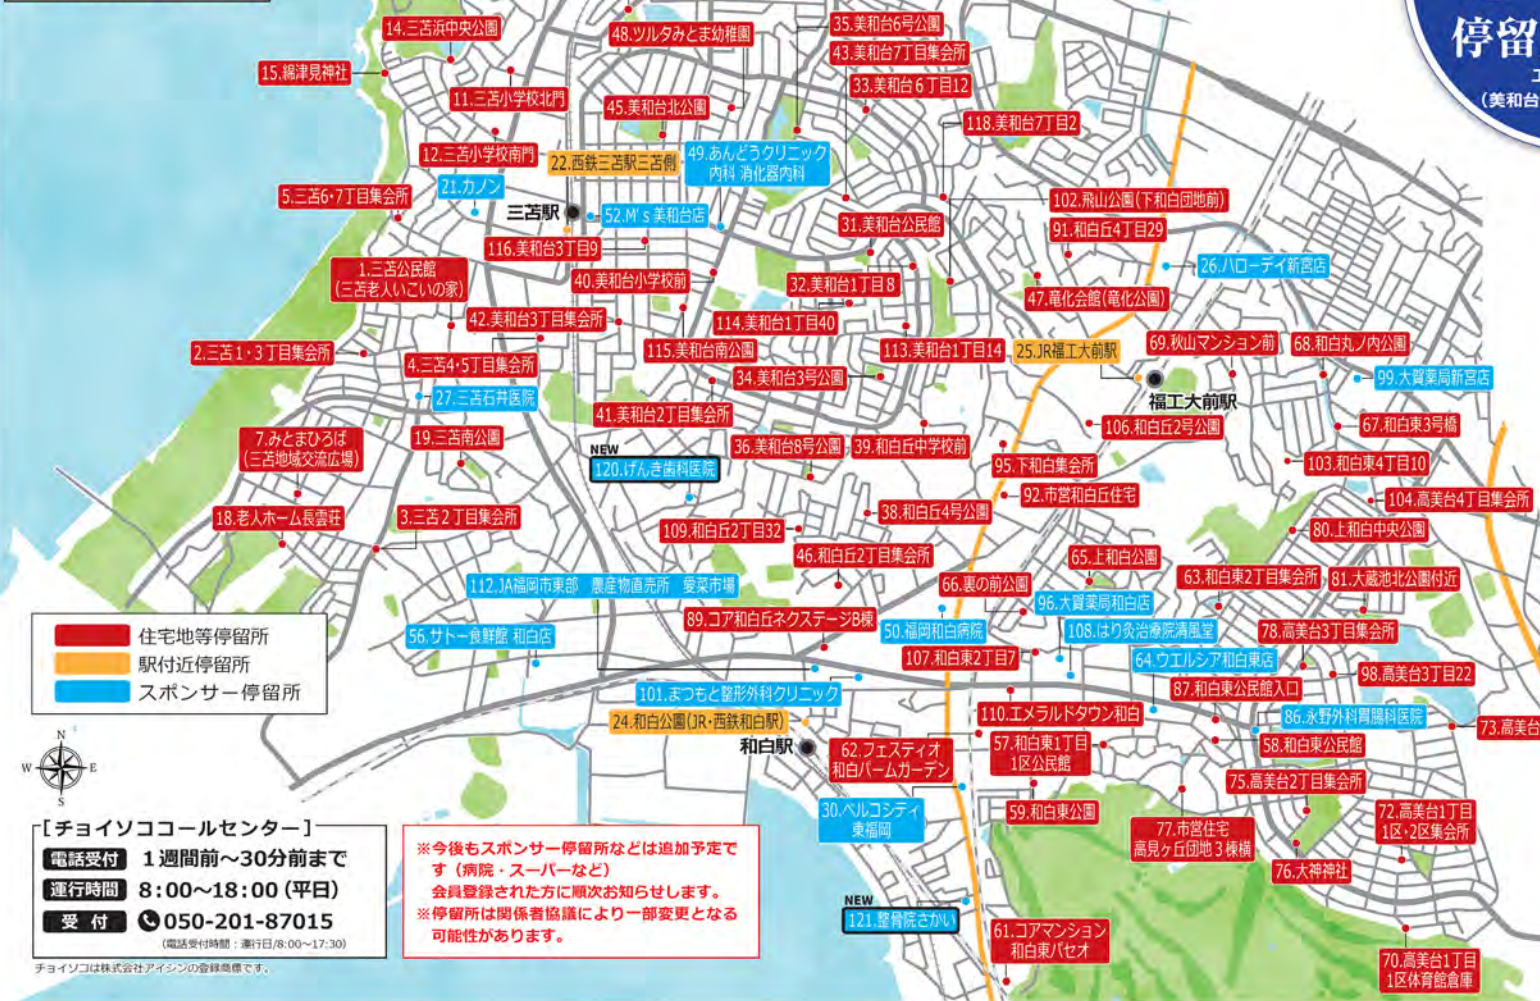 停留
(美和台
14.三苫浜中央公園
48.ツルタみとま幼稚園
35.美和台6号公園
43.美和台7丁目集会所
15.綿津見神社
11.三苫小学校北門
45.美和台北公園
33.美和台6丁目12
118.美和台7丁目2
12.三苫小学校南門
22.西鉄三苫駅三苫側
49.あんどうクリニック
内科 消化器内科
5.三苫6・7丁目集会所
21.カノン
三苫駅
52.M's 美和台店
102.飛山公園(下和白団地前)
31.美和台公民館
91.和白丘4丁目29
116.美和台3丁目9
26.ハローデイ新宮店
1.三苫公民館
(三苫老人いこいの家)
40.美和台小学校前
32.美和台1丁目8
47.竜化会館(竜化公園)
42.美和台3丁目集会所
114.美和台1丁目40
2.三苫1・3丁目集会所
4.三苫4・5丁目集会所
115.美和台南公園
113.美和台1丁目14
25.JR福工大前駅
69.秋山マンション前
68.和白丸ノ内公園
34.美和台3号公園
99.大賀薬局新宮店
27.三苫石井医院
福工大前駅
41.美和台2丁目集会所
106.和白丘2号公園
67.和白東3号橋
7.みとまひろば
(三苫地域交流広場)
19.三苫南公園
36.美和台8号公園
39.和白丘中学校前
NEW
120.げんき歯科医院
95.下和白集会所
103.和白東4丁目10
92.市営和白丘住宅
104.高美台4丁目集会所
18.老人ホーム長雲荘
3.三苫2丁目集会所
38.和白丘4号公園
109.和白丘2丁目32
80.上和白中央公園
46.和白丘2丁目集会所
65.上和白公園
112.JA福岡市東部 農産物直売所 愛菜市場
66.裏の前公園
63.和白東2丁目集会所
81.大蔵池北公園付近
96.大賀薬局和白店
89.コア和白丘ネクステージB棟
56.サトー食鮮館 和白店
50.福岡和白病院
108.はり灸治療院清風堂
78.高美台3丁目集会所
107.和白東2丁目7
64.ウエルシア和白東店
98.高美台3丁目22
101.まつもと整形外科クリニック
87.和白東公民館入口
24.和白公園(JR・西鉄和白駅)
110.エメラルドタウン和白
86.永野外科胃腸科医院
73.高美台
和白駅
62.フェスティオ
和白パームガーデン
57.和白東1丁目
1区公民館
58.和白東公民館
75.高美台2丁目集会所
30.ベルコシティ
東福岡
59.和白東公園
77.市営住宅
高見ヶ丘団地3棟横
72.高美台1丁目
1区・2区集会所
76.大神神社
NEW
121.整骨院さかい
61.コアマンション
和白東パセオ
70.高美台1丁目
1区体育館倉庫
住宅地等停留所
駅付近停留所
スポンサー停留所
N
W E
S
[チョイソココールセンター]
電話受付 1週間前～30分前まで
運行時間 8:00～18:00(平日)
受 付 050-201-87015
(電話受付時間：運行日/8:00～17:30)
チョイソコは株式会社アイシンの登録商標です。
※今後もスポンサー停留所などは追加予定で
す（病院・スーパーなど）
会員登録された方に順次お知らせします。
※停留所は関係者協議により一部変更となる
可能性があります。